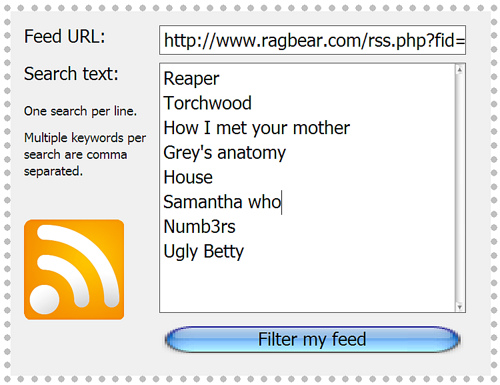 Feed URL:
http://www.ragbear.com/rss.php?fid=
Search text:
Reaper
Torchwood
How I met your mother
Grey's anatomy
House
Samantha who
Numb3rs
Ugly Betty
One search per line.
Multiple keywords per
search are comma
separated.
Filter my feed